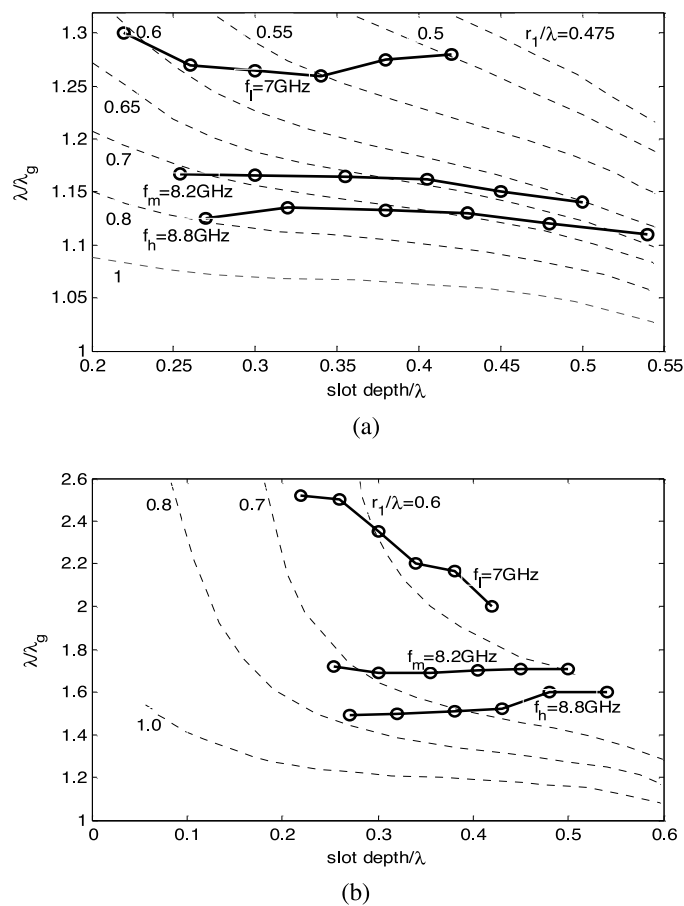 1.3
1.25
1.2
1.15
1.1
1.05
1
λ/λg
0.6
0.55
0.5
r1/λ=0.475
0.65
0.7
0.8
1
fl=7GHz
fm=8.2GHz
fh=8.8GHz
0.2 0.25 0.3 0.35 0.4 0.45 0.5 0.55
slot depth/λ
(a)
2.6
2.4
2.2
2
1.8
1.6
1.4
1.2
1
λ/λg
0.8
0.7
r1/λ=0.6
1.0
fl=7GHz
fm=8.2GHz
fh=8.8GHz
0 0.1 0.2 0.3 0.4 0.5 0.6
slot depth/λ
(b)